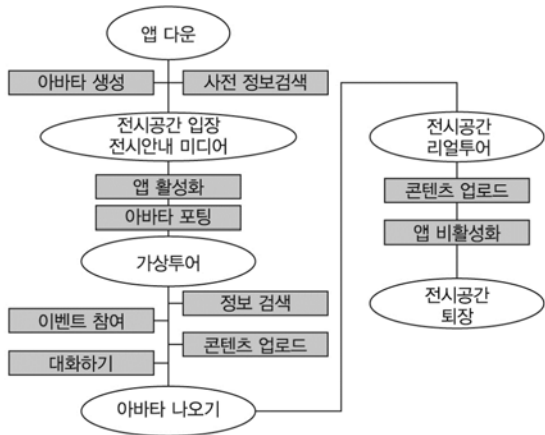 앱 다운
아바타 생성
사전 정보검색
전시공간 입장
전시안내 미디어
앱 활성화
아바타 포팅
가상투어
정보 검색
이벤트 참여
콘텐츠 업로드
대화하기
아바타 나오기
전시공간
리얼투어
콘텐츠 업로드
앱 비활성화
전시공간
퇴장